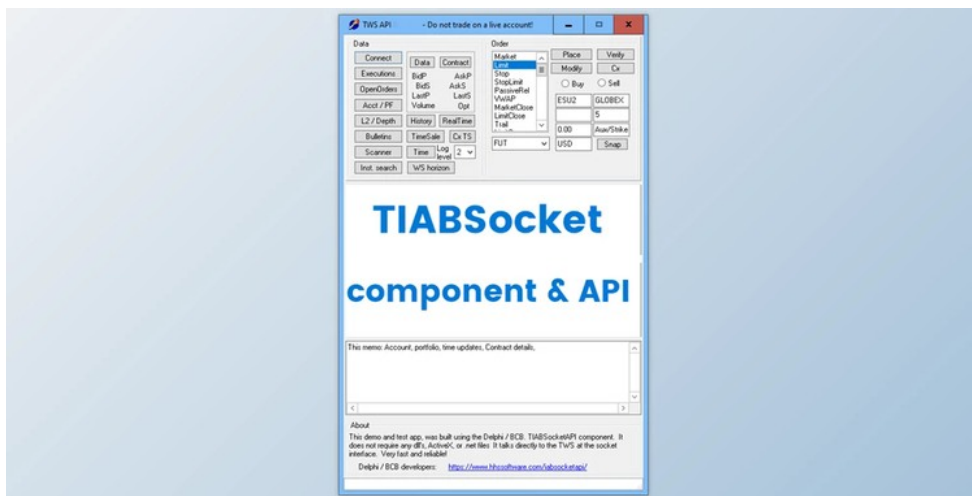 TWS API - Do not trade on a live account!
Data
Order
Connect
Data Contract
Executions
BidP AskP
OpenOrders
BidS AskS
LastP LastS
Acct / PF
Volume Opt
L2 / Depth
History RealTime
Bulletins
TimeSale Cx TS
Scanner
Time Log level 2
Inst. search
WS horizon
Market
Limit
Stop
StopLimit
PassiveRel
VWAP
MarketClose
LimitClose
Trail
FUT
Place Verify
Modify Cx
Buy Sell
ESU2 GLOBEX
5
0.00 Aux/Strike
USD Snap
TIABSocket
component & API
This memo: Account, portfolio, time updates, Contract details,
About
This demo and test app, was built using the Delphi / BCB. TIABSocketAPI component. It
does not require any dll's, ActiveX, or .net files It talks directly to the TWS at the socket
interface. Very fast and reliable!
Delphi / BCB developers: https://www.hhssoftware.com/iabsocketapi/